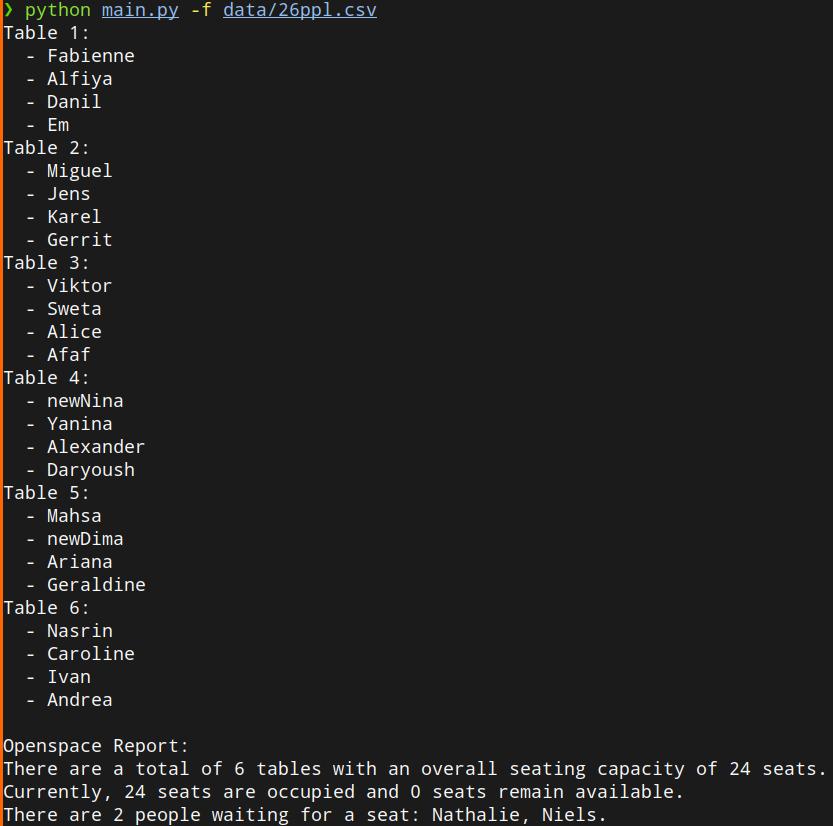 ❯ python main.py -f data/26ppl.csv
Table 1:
  - Fabienne
  - Alfiya
  - Danil
  - Em
Table 2:
  - Miguel
  - Jens
  - Karel
  - Gerrit
Table 3:
  - Viktor
  - Sweta
  - Alice
  - Afaf
Table 4:
  - newNina
  - Yanina
  - Alexander
  - Daryoush
Table 5:
  - Mahsa
  - newDima
  - Ariana
  - Geraldine
Table 6:
  - Nasrin
  - Caroline
  - Ivan
  - Andrea

Openspace Report:
There are a total of 6 tables with an overall seating capacity of 24 seats.
Currently, 24 seats are occupied and 0 seats remain available.
There are 2 people waiting for a seat: Nathalie, Niels.